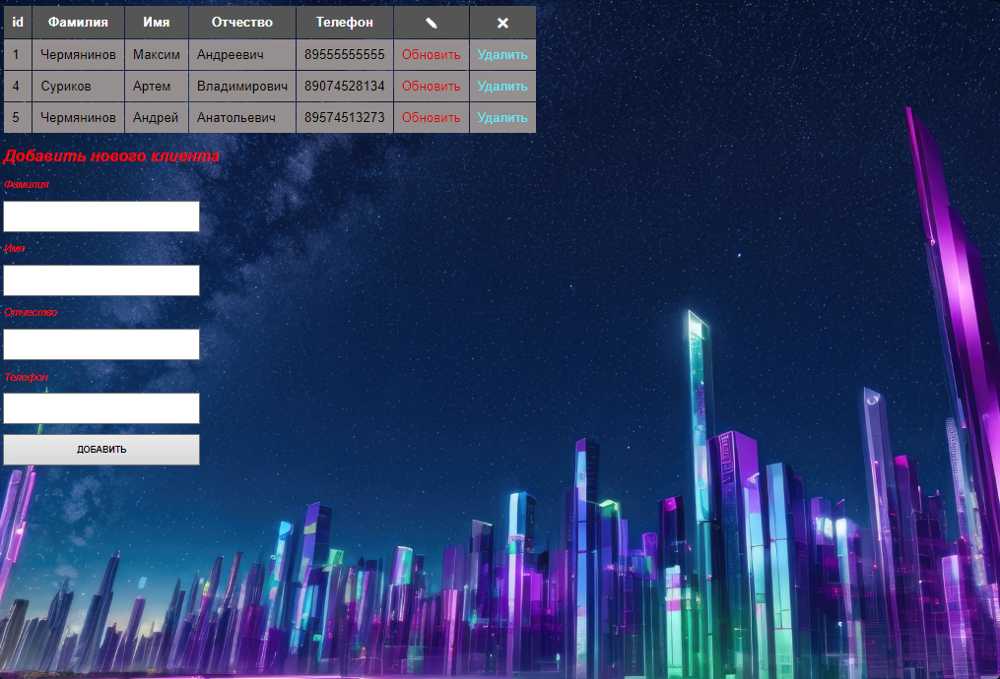 id Фамилия Имя Отчество Телефон
1 Чермянинов Максим Андреевич 89555555555 Обновить Удалить
4 Суриков Артем Владимирович 89074528134 Обновить Удалить
5 Чермянинов Андрей Анатольевич 89574513273 Обновить Удалить
Добавить нового клиента
Фамилия
Имя
Отчество
Телефон
ДОБАВИТЬ